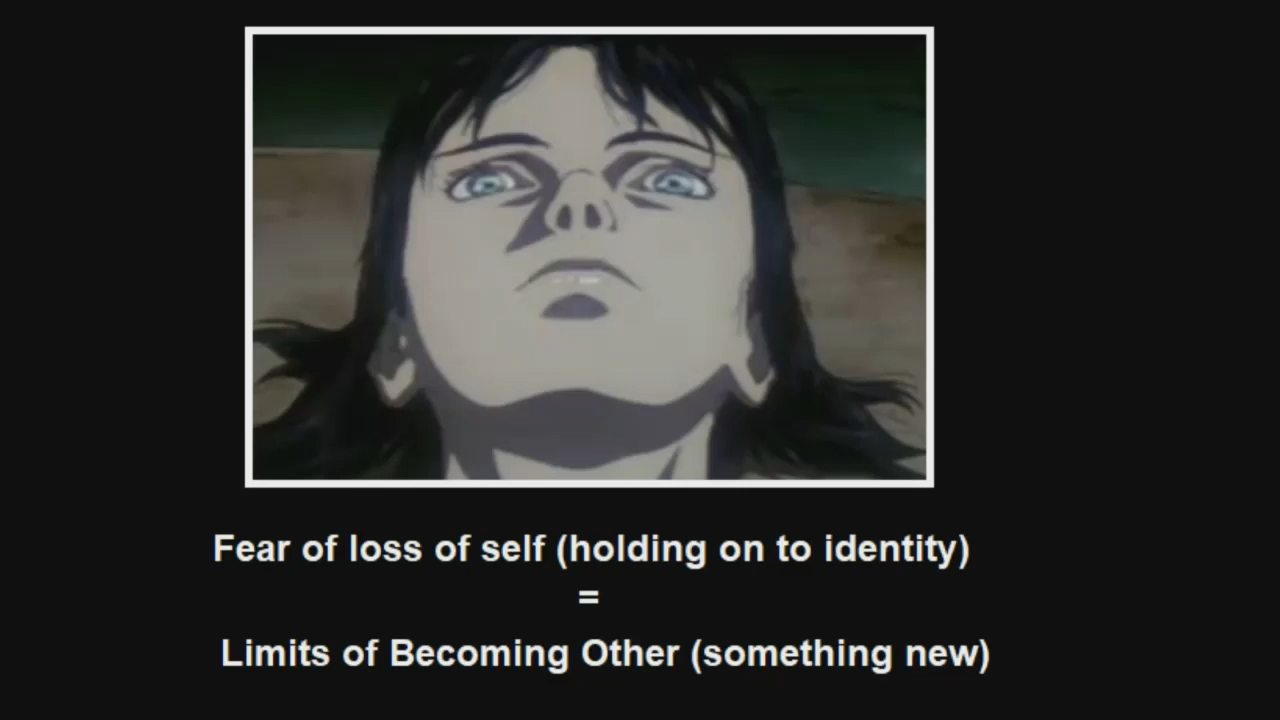 Fear of loss of self (holding on to identity)
=
Limits of Becoming Other (something new)